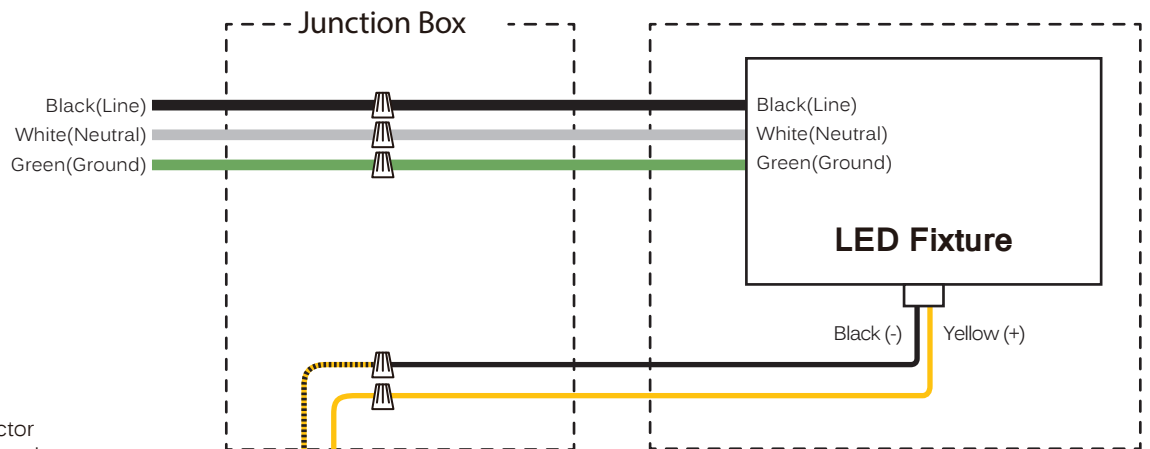 Junction Box
Black(Line)
White(Neutral)
Green(Ground)
Black(Line)
White(Neutral)
Green(Ground)
LED Fixture
Black (-)
Yellow (+)
ctor